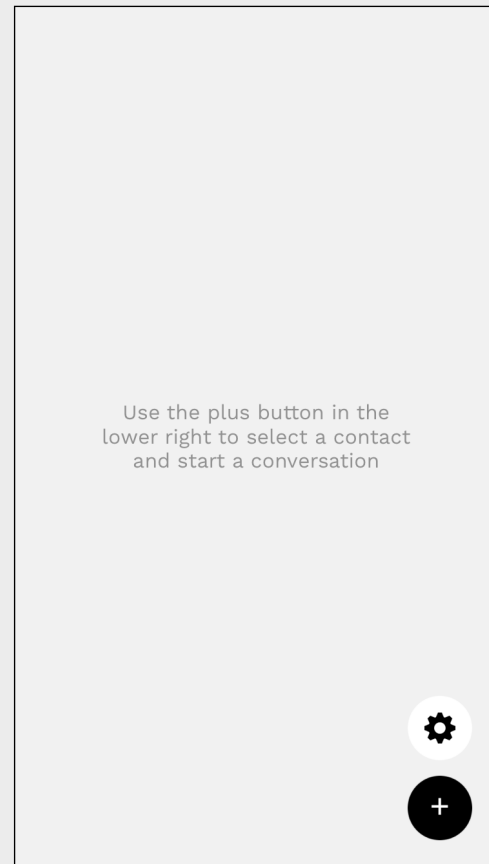 Use the plus button in the
lower right to select a contact
and start a conversation
+